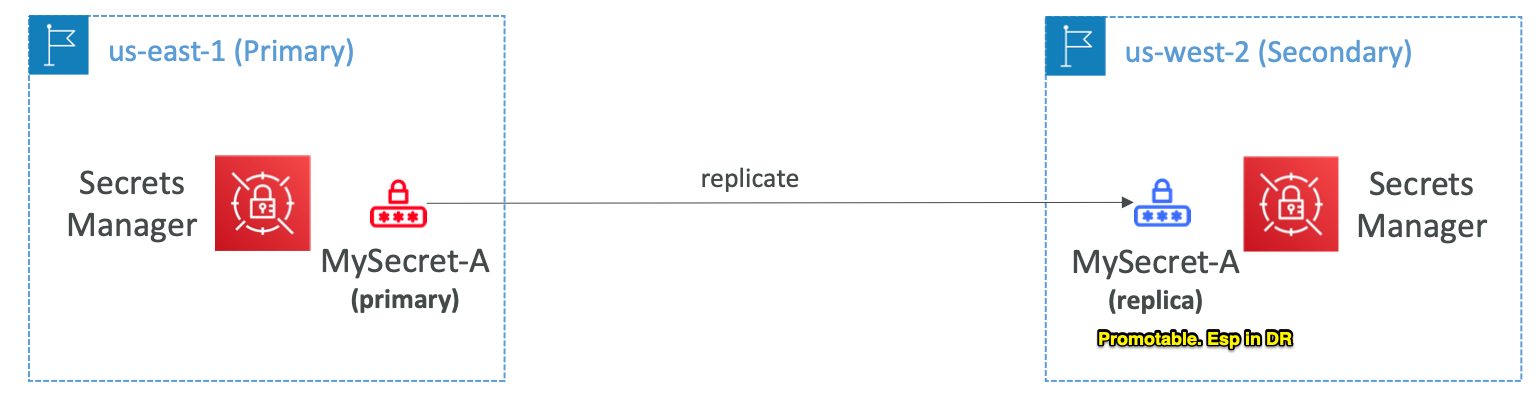 us-east-1 (Primary)
Secrets
Manager
***
MySecret-A
(primary)
replicate
us-west-2 (Secondary)
***
MySecret-A
(replica)
Promotable. Esp in DR
Secrets
Manager